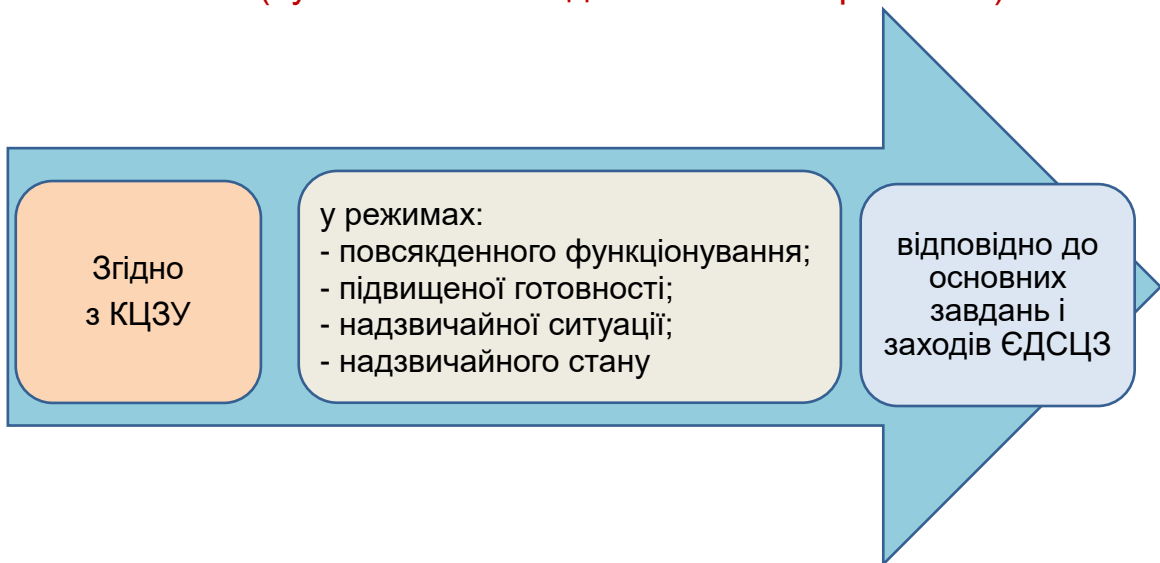 Згідно
з КЦЗУ
у режимах:
- повсякденного функціонування;
- підвищеної готовності;
- надзвичайної ситуації;
- надзвичайного стану
відповідно до
основних
завдань і
заходів ЄДСЦЗ